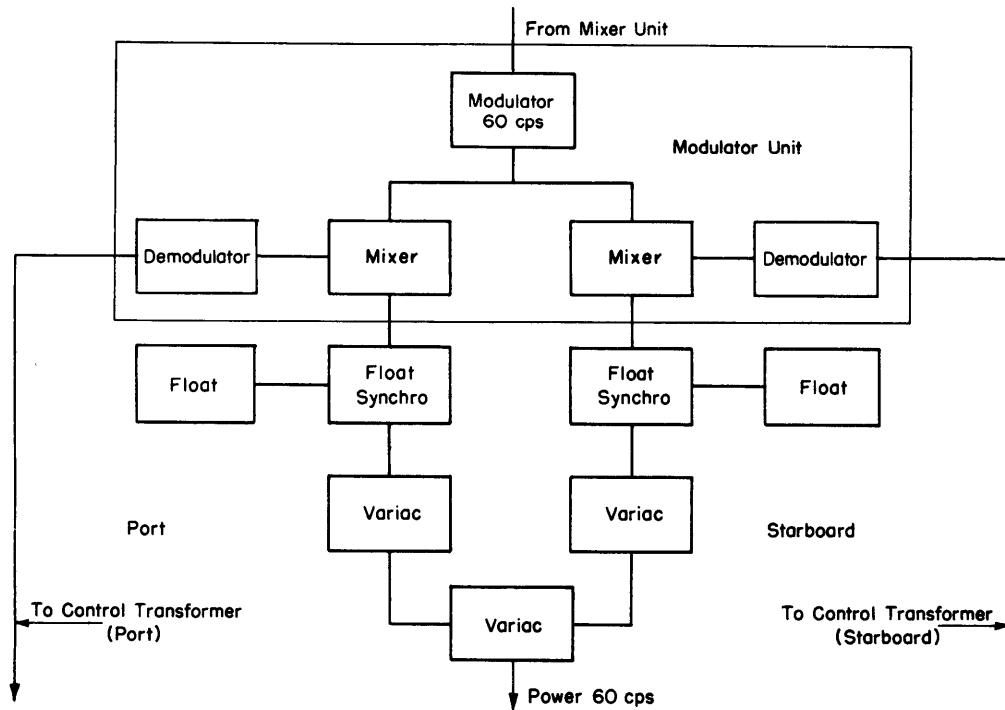 From Mixer Unit
Modulator
60 cps
Modulator Unit
Demodulator
Mixer
Mixer
Demodulator
Float
Float
Synchro
Float
Synchro
Float
Variac
Variac
Port
Starboard
To Control Transformer
(Port)
Variac
To Control Transformer
(Starboard)
Power 60 cps